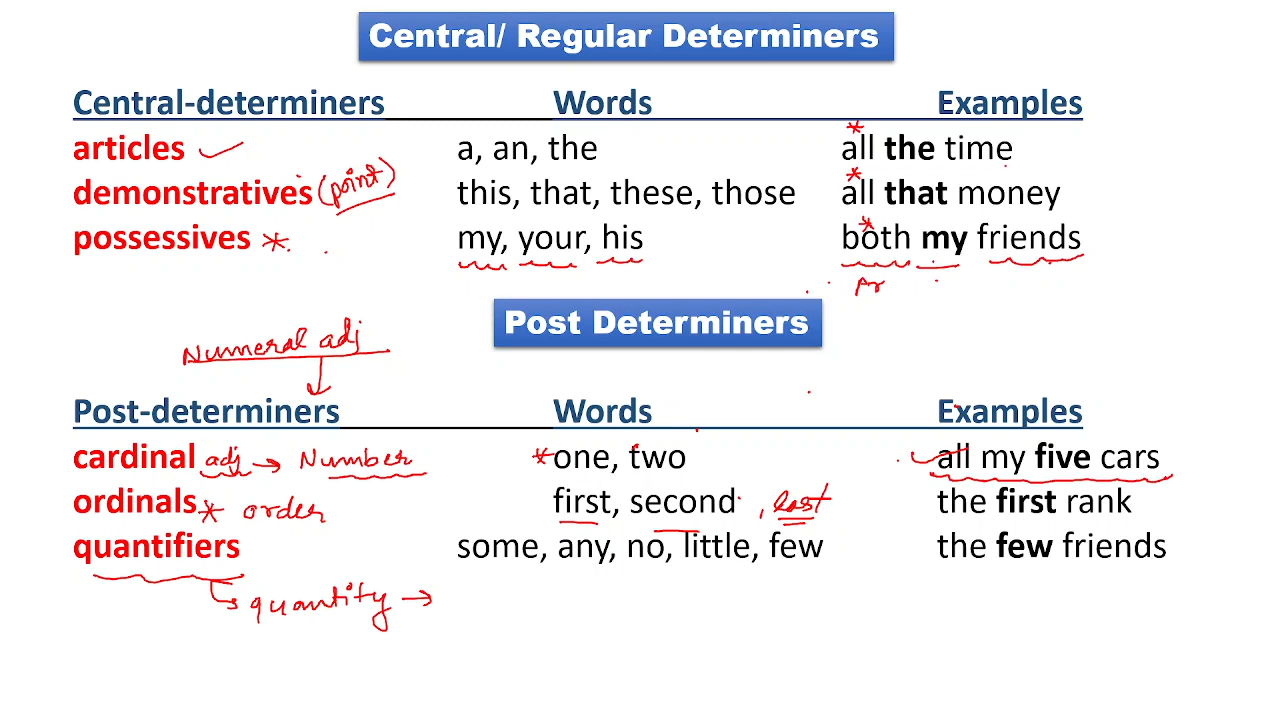 Central/ Regular Determiners
Central-determiners Words Examples
articles a, an, the all the time
demonstratives (point) this, that, these, those all that money
possessives * my, your, his both my friends
Ar
Post Determiners
Numeral adj
Post-determiners Words Examples
cardinal adj → Number *one, two all my five cars
ordinals * order first, second, last the first rank
quantifiers some, any, no, little, few the few friends
quantity →